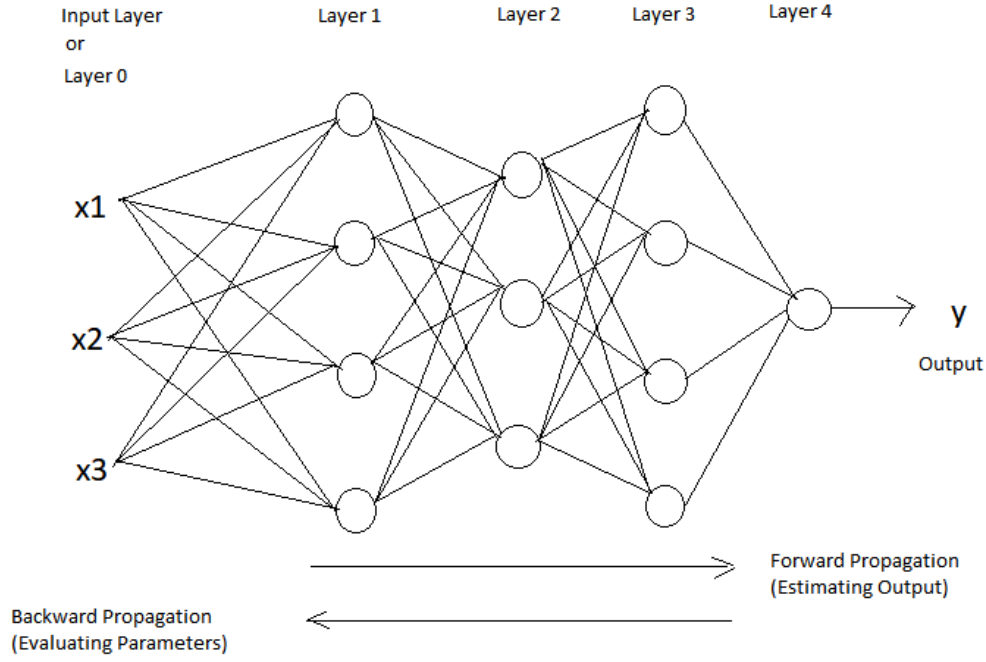 Input Layer
or
Layer 0
Layer 1
Layer 2
Layer 3
Layer 4
x1
x2
x3
y
Output
Forward Propagation
(Estimating Output)
Backward Propagation
(Evaluating Parameters)